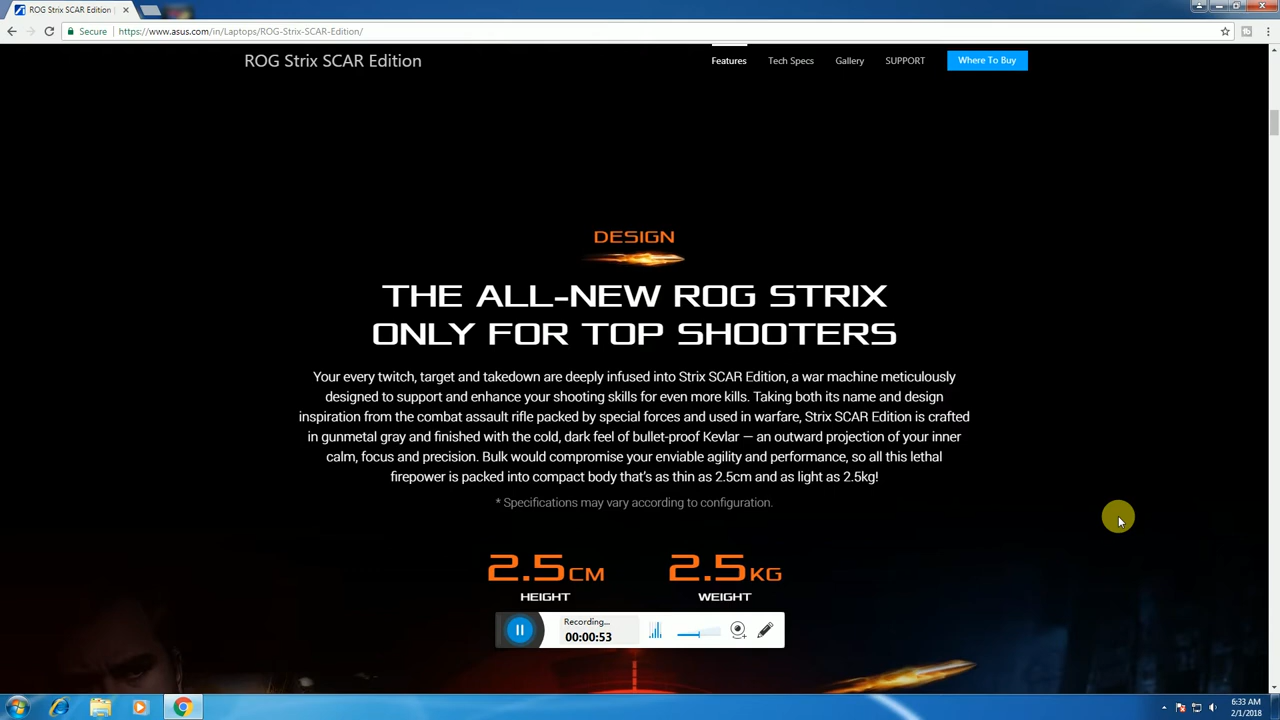 ROG Strix SCAR Edition
Secure https://www.asus.com/in/Laptops/ROG-Strix-SCAR-Edition/
ROG Strix SCAR Edition Features Tech Specs Gallery SUPPORT Where To Buy
DESIGN
THE ALL-NEW ROG STRIX
ONLY FOR TOP SHOOTERS
Your every twitch, target and takedown are deeply infused into Strix SCAR Edition, a war machine meticulously
designed to support and enhance your shooting skills for even more kills. Taking both its name and design
inspiration from the combat assault rifle packed by special forces and used in warfare, Strix SCAR Edition is crafted
in gunmetal gray and finished with the cold, dark feel of bullet-proof Kevlar — an outward projection of your inner
calm, focus and precision. Bulk would compromise your enviable agility and performance, so all this lethal
firepower is packed into compact body that's as thin as 2.5cm and as light as 2.5kg!
* Specifications may vary according to configuration.
2.5CM 2.5KG
HEIGHT WEIGHT
Recording...
00:00:53
6:33 AM
2/1/2018